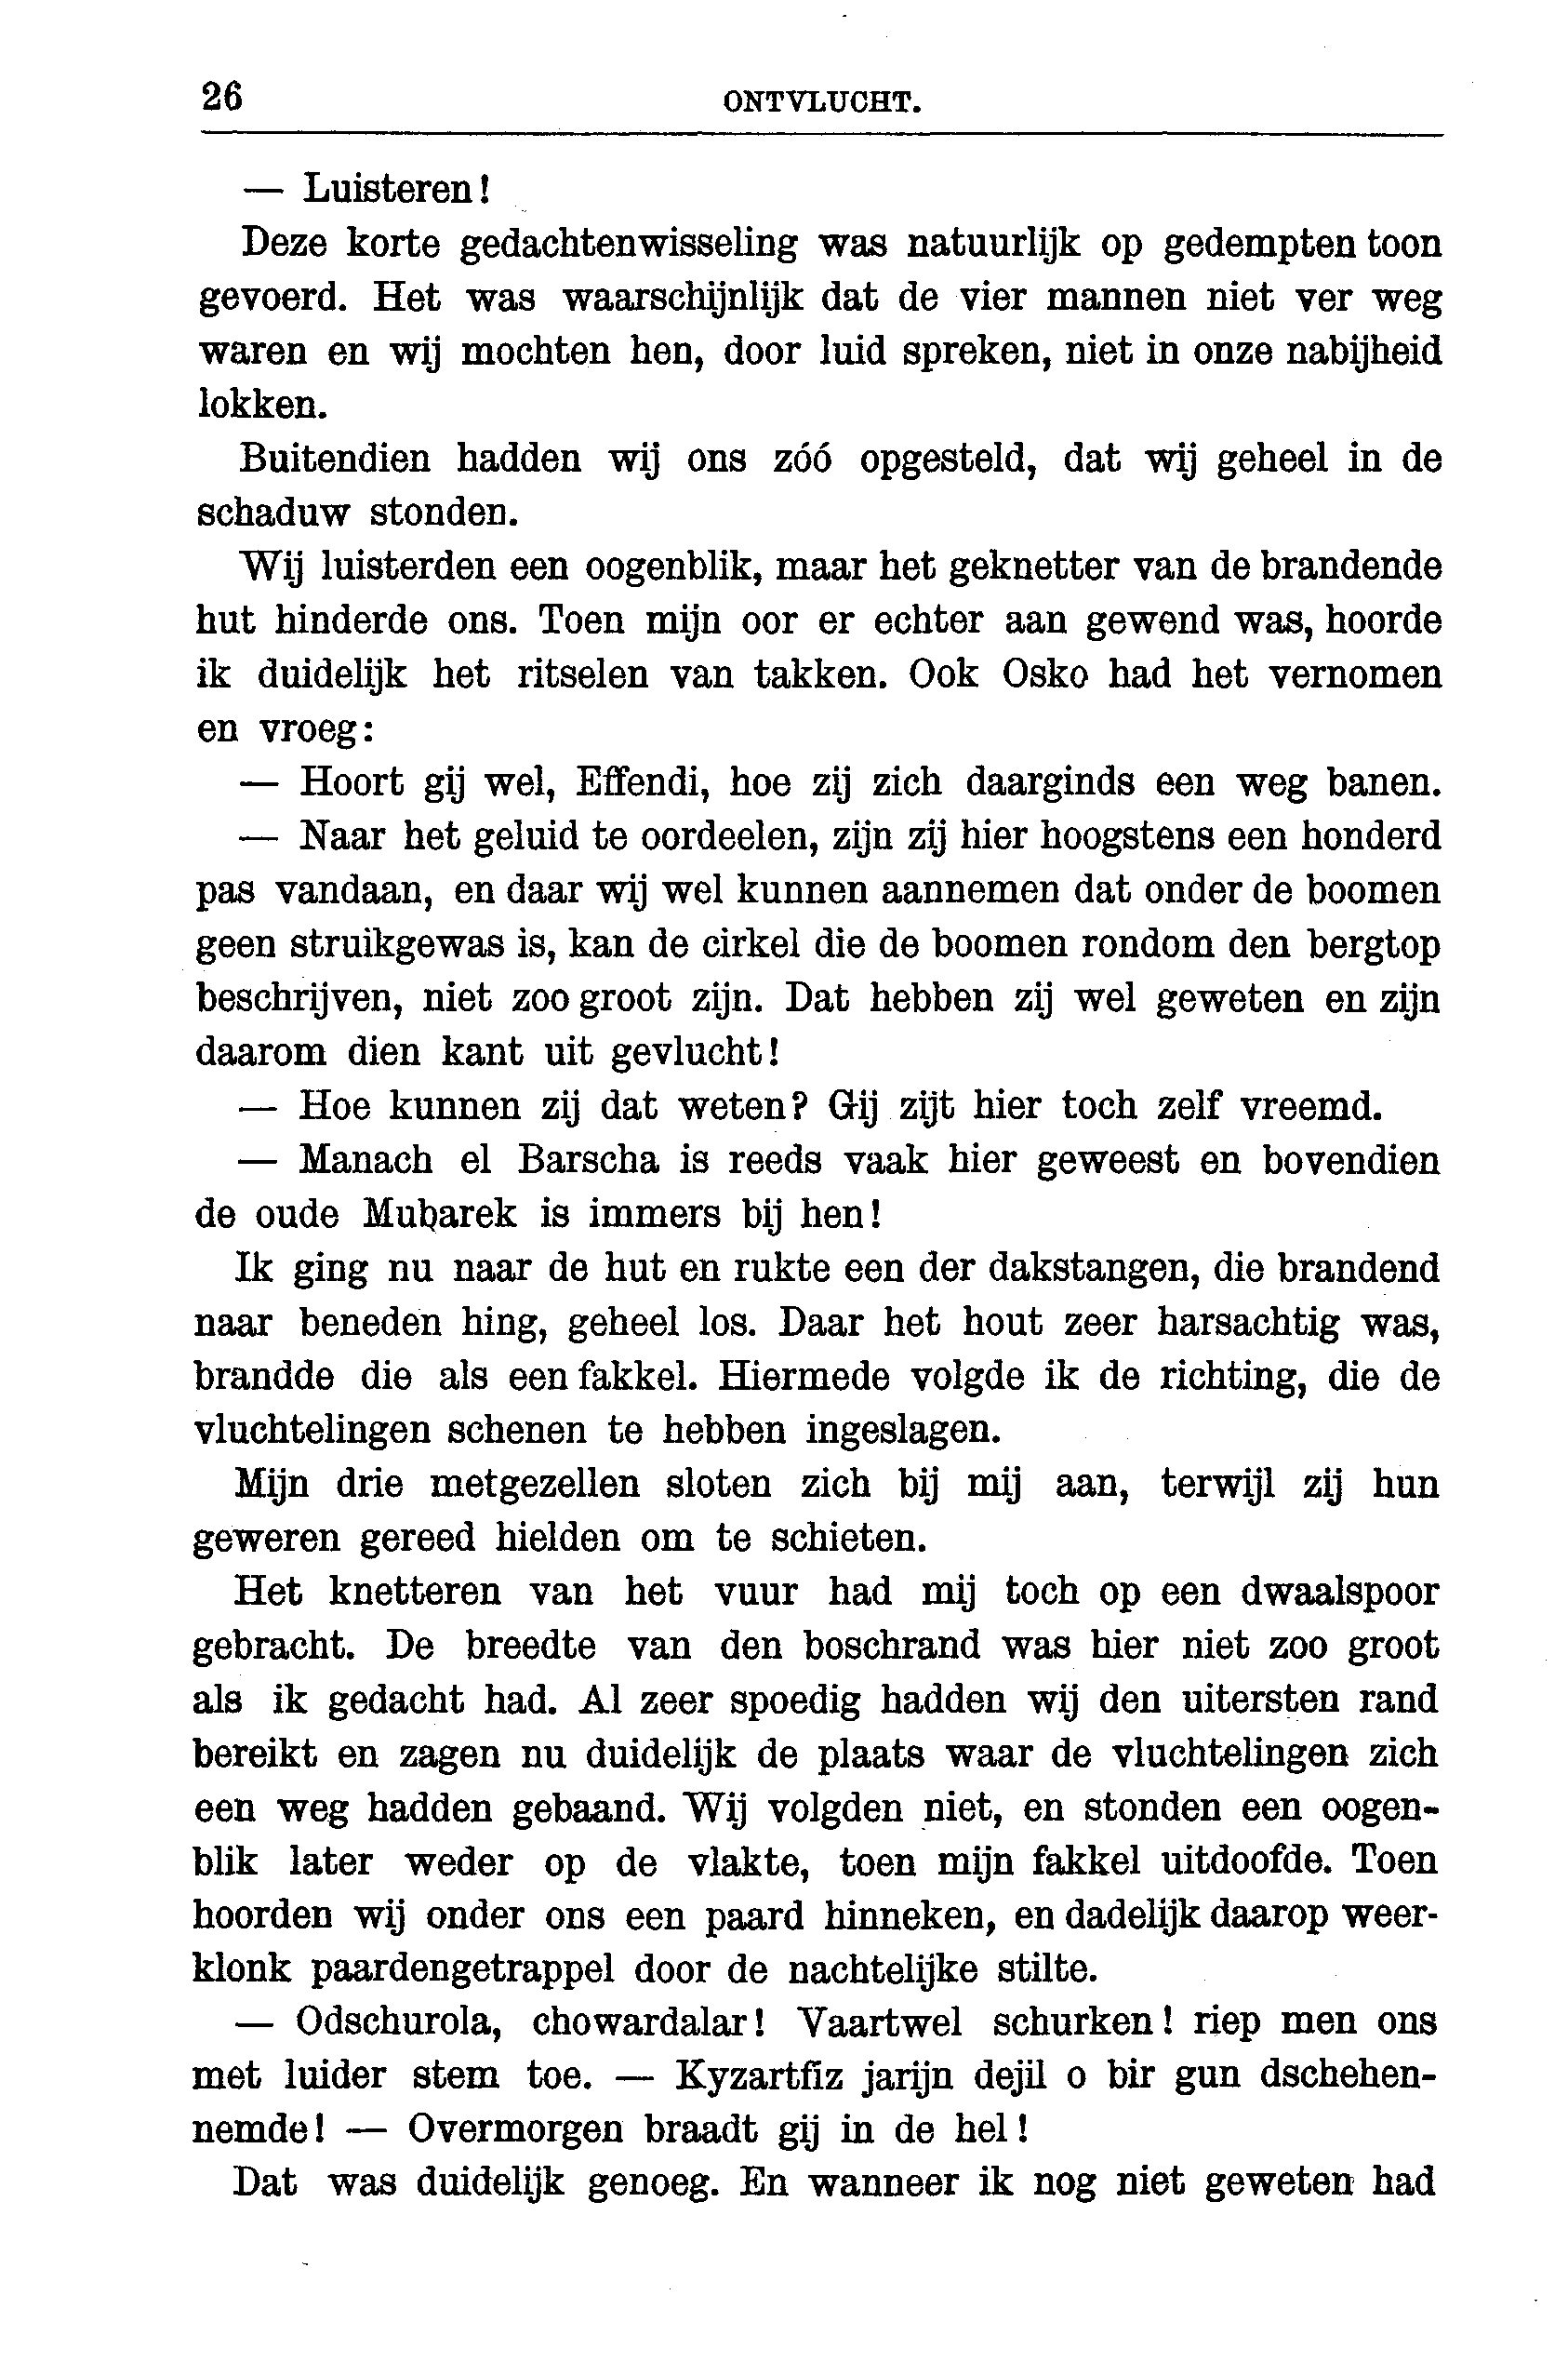 26 ONTVLUCHT.
— Luisteren!
Deze korte gedachtenwisseling was natuurlijk op gedempten toon
gevoerd. Het was waarschijnlijk dat de vier mannen niet ver weg
waren en wij mochten hen, door luid spreken, niet in onze nabijheid
lokken.
Buitendien hadden wij ons zóó opgesteld, dat wij geheel in de
schaduw stonden.
Wij luisterden een oogenblik, maar het geknetter van de brandende
hut hinderde ons. Toen mijn oor er echter aan gewend was, hoorde
ik duidelijk het ritselen van takken. Ook Osko had het vernomen
en vroeg:
— Hoort gij wel, Effendi, hoe zij zich daarginds een weg banen.
— Naar het geluid te oordeelen, zijn zij hier hoogstens een honderd
pas vandaan, en daar wij wel kunnen aannemen dat onder de boomen
geen struikgewas is, kan de cirkel die de boomen rondom den bergtop
beschrijven, niet zoo groot zijn. Dat hebben zij wel geweten en zijn
daarom dien kant uit gevlucht!
— Hoe kunnen zij dat weten? Gij zijt hier toch zelf vreemd.
— Manach el Barscha is reeds vaak hier geweest en bovendien
de oude Mubarek is immers bij hen!
Ik ging nu naar de hut en rukte een der dakstangen, die brandend
naar beneden hing, geheel los. Daar het hout zeer harsachtig was,
brandde die als een fakkel. Hiermede volgde ik de richting, die de
vluchtelingen schenen te hebben ingeslagen.
Mijn drie metgezellen sloten zich bij mij aan, terwijl zij hun
geweren gereed hielden om te schieten.
Het knetteren van het vuur had mij toch op een dwaalspoor
gebracht. De breedte van den boschrand was hier niet zoo groot
als ik gedacht had. Al zeer spoedig hadden wij den uitersten rand
bereikt en zagen nu duidelijk de plaats waar de vluchtelingen zich
een weg hadden gebaand. Wij volgden niet, en stonden een oogen-
blik later weder op de vlakte, toen mijn fakkel uitdoofde. Toen
hoorden wij onder ons een paard hinneken, en dadelijk daarop weer-
klonk paardengetrappel door de nachtelijke stilte.
— Odschurola, chowardalar! Vaartwel schurken! riep men ons
met luider stem toe. — Kyzartfiz jarijn dejil o bir gun dschehen-
nemde! — Overmorgen braadt gij in de hel!
Dat was duidelijk genoeg. En wanneer ik nog niet geweten had